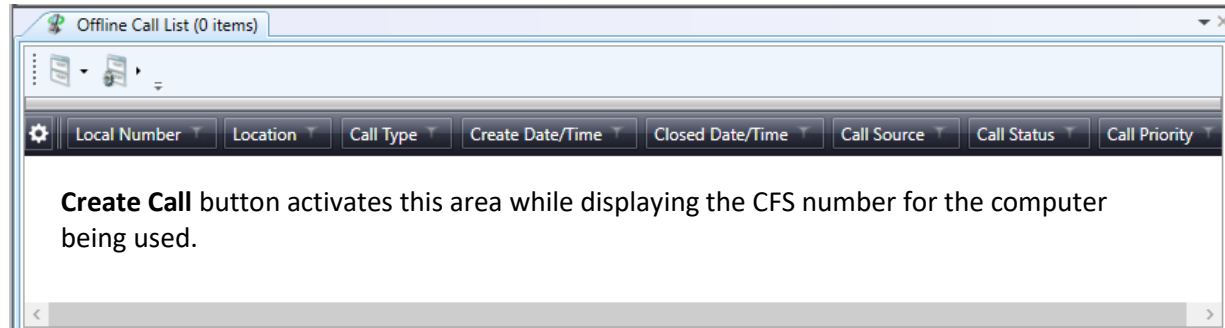 Offline Call List (0 items)
Local Number Location Call Type Create Date/Time Closed Date/Time Call Source Call Status Call Priority
Create Call button activates this area while displaying the CFS number for the computer
being used.